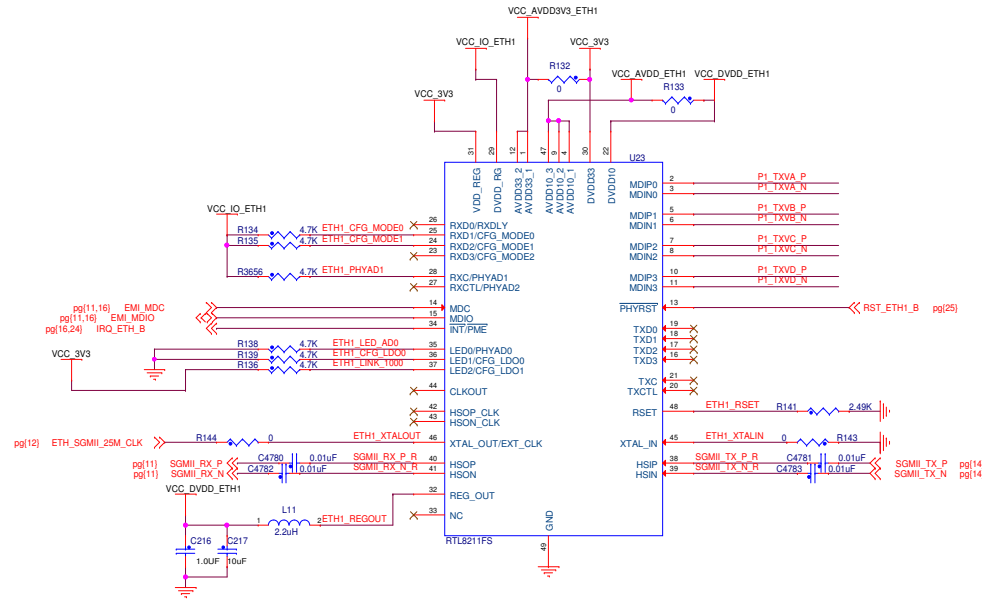 VCC_AVDD3V3_ETH1
VCC_IO_ETH1
VCC_3V3
R132
0
VCC_AVDD_ETH1
VCC_DVDD_ETH1
R133
0
VCC_3V3
31
29
12
1
47
9
4
30
22
U23
VDD_REG
DVDD_RG
AVDD33_2
AVDD33_1
AVDD10_3
AVDD10_2
AVDD10_1
DVDD33
DVDD10
MDIP0 2 P1_TXVA_P
MDIN0 3 P1_TXVA_N
MDIP1 5 P1_TXVB_P
MDIN1 6 P1_TXVB_N
MDIP2 7 P1_TXVC_P
MDIN2 8 P1_TXVC_N
MDIP3 10 P1_TXVD_P
MDIN3 11 P1_TXVD_N
VCC_IO_ETH1
26 RXD0/RXDLY
R134 4.7K ETH1_CFG_MODE0 25 RXD1/CFG_MODE0
R135 4.7K ETH1_CFG_MODE1 24 RXD2/CFG_MODE1
23 RXD3/CFG_MODE2
R3656 4.7K ETH1_PHYAD1 28 RXC/PHYAD1
27 RXCTL/PHYAD2
pg{11,16} EMI_MDC 14 MDC
pg{11,16} EMI_MDIO 15 MDIO
pg{16,24} IRQ_ETH_B 34 INT/PME
PHYRST 13 RST_ETH1_B pg{25}
TXD0 19
TXD1 18
TXD2 17
TXD3 16
TXC 21
TXCTL 20
VCC_3V3
R138 4.7K ETH1_LED_AD0 35 LED0/PHYAD0
R139 4.7K ETH1_CFG_LDO0 36 LED1/CFG_LDO0
R136 4.7K ETH1_LINK_1000 37 LED2/CFG_LDO1
44 CLKOUT
42 HSOP_CLK
43 HSON_CLK
RSET 48 ETH1_RSET R141 2.49K
pg{12} ETH_SGMII_25M_CLK R144 0 ETH1_XTALOUT 46 XTAL_OUT/EXT_CLK
XTAL_IN 45 ETH1_XTALIN 0 R143
pg{11} SGMII_RX_P C4780 0.01uF SGMII_RX_P_R 40 HSOP
pg{11} SGMII_RX_N C4782 0.01uF SGMII_RX_N_R 41 HSON
HSIP 38 SGMII_TX_P_R C4781 0.01uF SGMII_TX_P pg{14
HSIN 39 SGMII_TX_N_R C4783 0.01uF SGMII_TX_N pg{14
VCC_DVDD_ETH1
32 REG_OUT
L11
1 2 ETH1_REGOUT
2.2uH
33 NC
GND
49
RTL8211FS
C216
1.0UF
C217
10uF